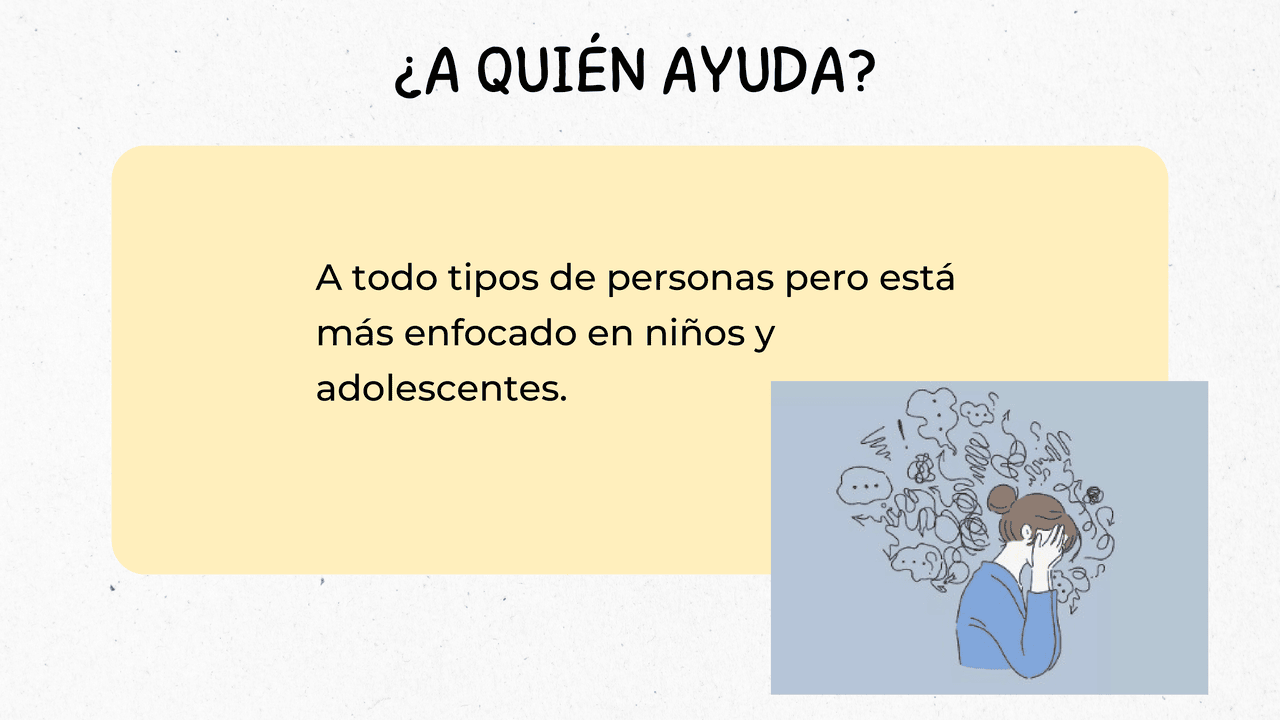 ¿A QUIÉN AYUDA?
A todo tipos de personas pero está
más enfocado en niños y
adolescentes.